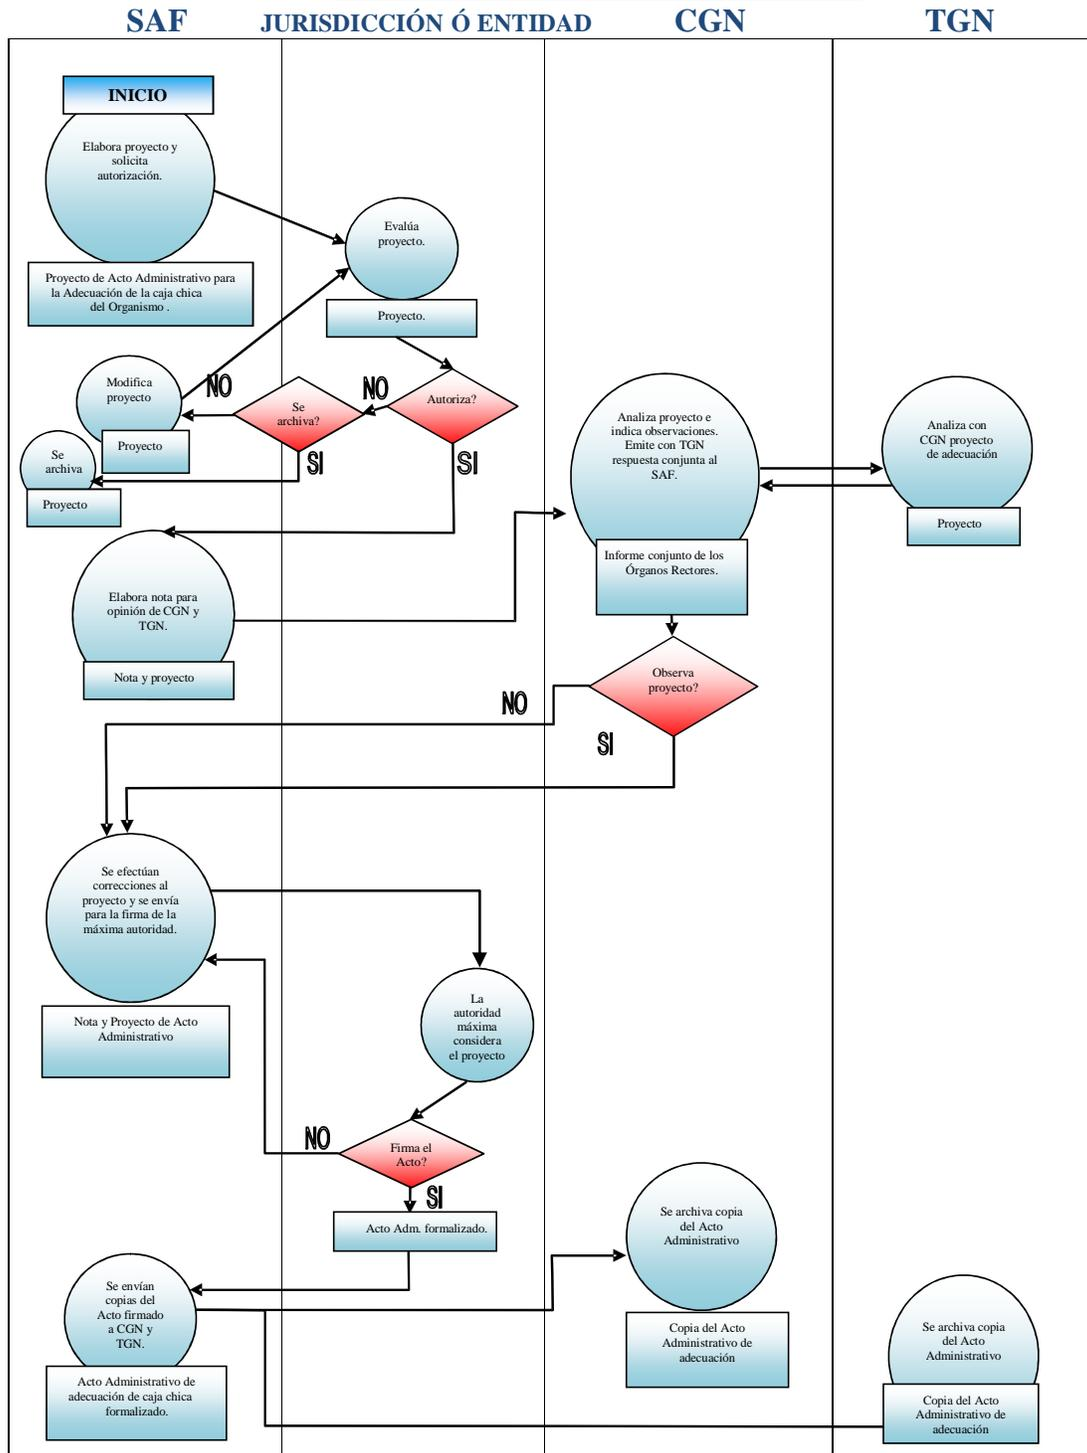 SAF
JURISDICCIÓN Ó ENTIDAD
CGN
TGN
INICIO
Elabora proyecto y
solicita
autorización.
Proyecto de Acto Administrativo para
la Adecuación de la caja chica
del Organismo .
Evalúa
proyecto.
Proyecto.
Modifica
proyecto
Proyecto
NO
Se
archiva?
NO
Autoriza?
SI
SI
Se
archiva
Proyecto
Analiza proyecto e
indica observaciones.
Emite con TGN
respuesta conjunta al
SAF.
Informe conjunto de los
Órganos Rectores.
Analiza con
CGN proyecto
de adecuación
Proyecto
Elabora nota para
opinión de CGN y
TGN.
Nota y proyecto
Observa
proyecto?
NO
SI
Se efectúan
correcciones al
proyecto y se envía
para la firma de la
máxima autoridad.
Nota y Proyecto de Acto
Administrativo
La
autoridad
máxima
considera
el proyecto
NO
Firma el
Acto?
SI
Acto Adm. formalizado.
Se envían
copias del
Acto firmado
a CGN y
TGN.
Acto Administrativo de
adecuación de caja chica
formalizado.
Se archiva copia
del Acto
Administrativo
Copia del Acto
Administrativo de
adecuación
Se archiva copia
del Acto
Administrativo
Copia del Acto
Administrativo de
adecuación